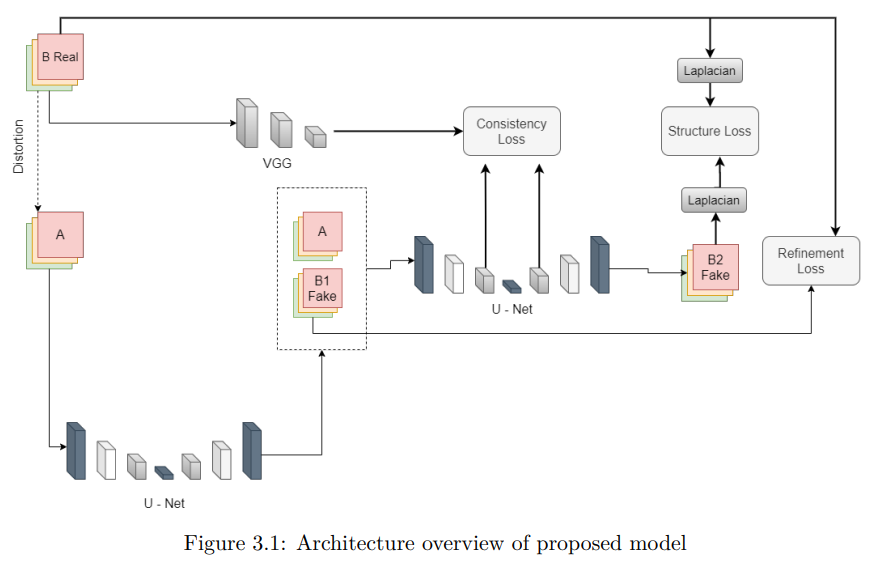 B Real
Laplacian
Distortion
Consistency
Loss
Structure Loss
VGG
A
Laplacian
A
B1
Fake
B2
Fake
Refinement
Loss
U - Net
U - Net
Figure 3.1: Architecture overview of proposed model